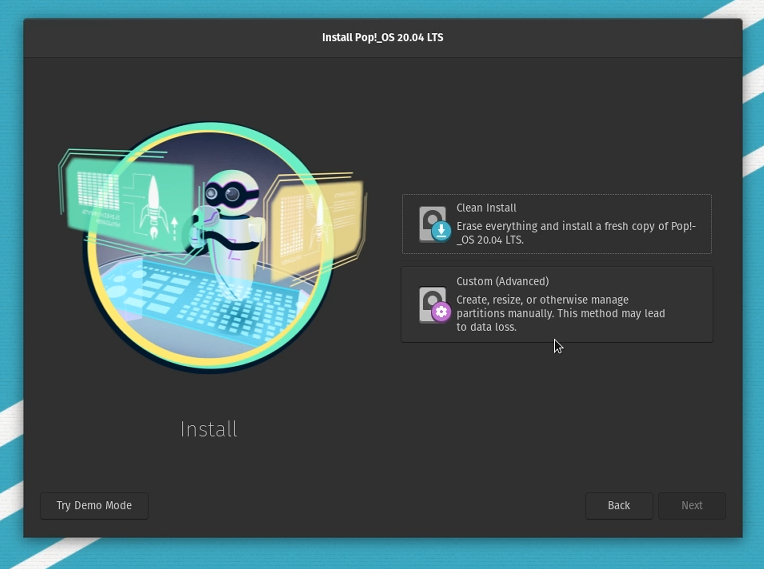 Install Pop!_OS 20.04 LTS
Clean Install
Erase everything and install a fresh copy of Pop!-
_OS 20.04 LTS.
Custom (Advanced)
Create, resize, or otherwise manage
partitions manually. This method may lead
to data loss.
Install
Try Demo Mode
Back
Next